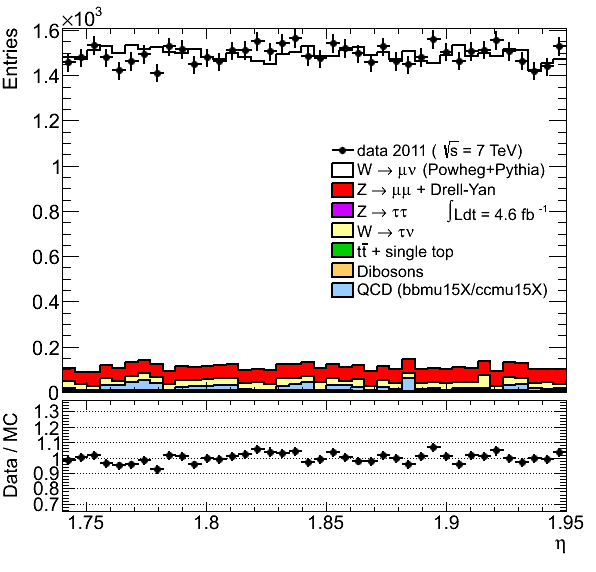 ×10³
Entries
1.6
1.4
1.2
1
0.8
0.6
0.4
0.2
0
data 2011 ( √s = 7 TeV)
W → μν (Powheg+Pythia)
Z → μμ + Drell-Yan
Z → ττ ∫Ldt = 4.6 fb⁻¹
W → τν
tt̄ + single top
Dibosons
QCD (bbmu15X/ccmu15X)
Data / MC
1.3
1.2
1.1
1
0.9
0.8
0.7
1.75 1.8 1.85 1.9 1.95
η